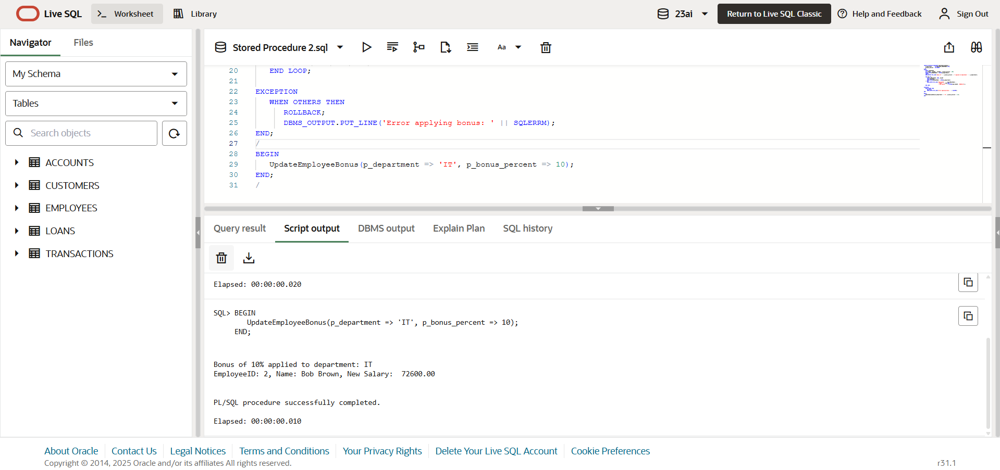 Live SQL
Worksheet
Library
23ai
Return to Live SQL Classic
Help and Feedback
Sign Out
Navigator
Files
My Schema
Tables
Search objects
ACCOUNTS
CUSTOMERS
EMPLOYEES
LOANS
TRANSACTIONS
Stored Procedure 2.sql
Aa
20 END LOOP;
21
22 EXCEPTION
23 WHEN OTHERS THEN
24 ROLLBACK;
25 DBMS_OUTPUT.PUT_LINE('Error applying bonus: ' || SQLERRM);
26 END;
27 /
28 BEGIN
29 UpdateEmployeeBonus(p_department => 'IT', p_bonus_percent => 10);
30 END;
31 /
Query result
Script output
DBMS output
Explain Plan
SQL history
Elapsed: 00:00:00.020
SQL> BEGIN
UpdateEmployeeBonus(p_department => 'IT', p_bonus_percent => 10);
END;
Bonus of 10% applied to department: IT
EmployeeID: 2, Name: Bob Brown, New Salary:  72600.00
PL/SQL procedure successfully completed.
Elapsed: 00:00:00.010
About Oracle
Contact Us
Legal Notices
Terms and Conditions
Your Privacy Rights
Delete Your Live SQL Account
Cookie Preferences
Copyright © 2014, 2025 Oracle and/or its affiliates All rights reserved.
r31.1